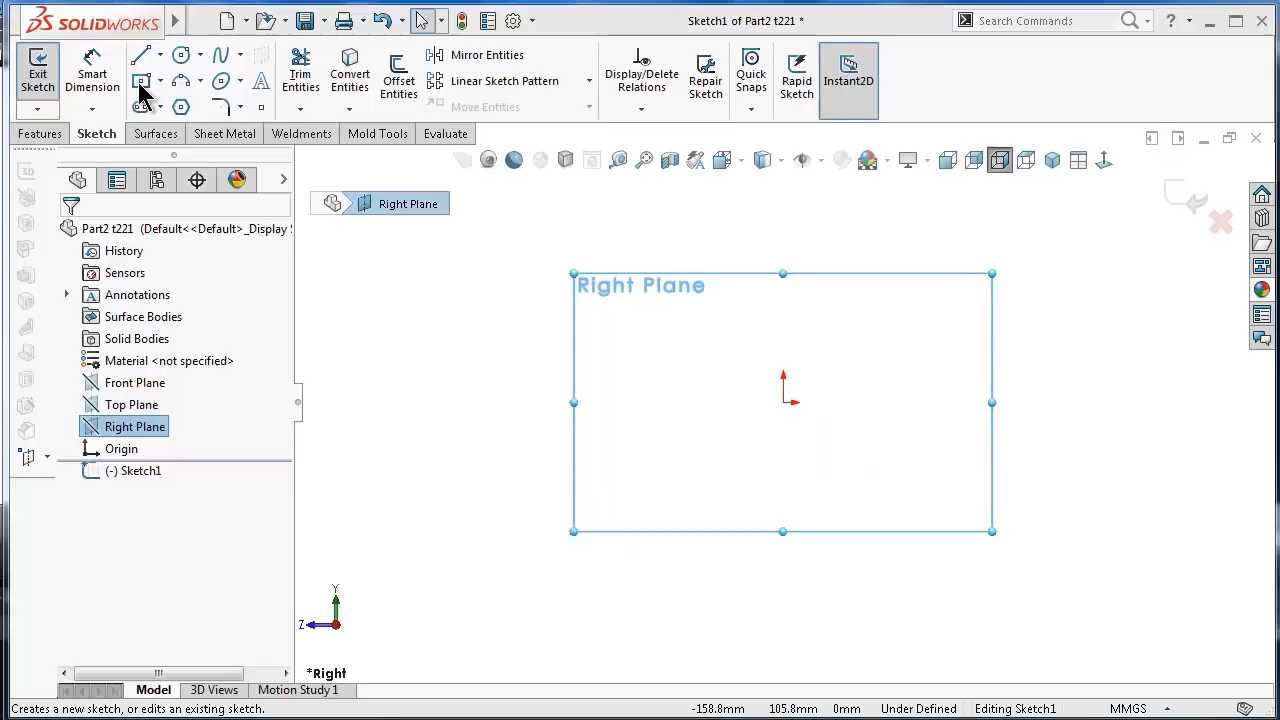 SOLIDWORKS
Sketch1 of Part2 t221 *
Search Commands
Exit Sketch
Smart Dimension
Trim Entities
Convert Entities
Offset Entities
Mirror Entities
Linear Sketch Pattern
Move Entities
Display/Delete Relations
Repair Sketch
Quick Snaps
Rapid Sketch
Instant2D
Features
Sketch
Surfaces
Sheet Metal
Weldments
Mold Tools
Evaluate
Right Plane
Part2 t221 (Default<<Default>_Display S
History
Sensors
Annotations
Surface Bodies
Solid Bodies
Material <not specified>
Front Plane
Top Plane
Right Plane
Origin
(-) Sketch1
Right Plane
Y
Z
*Right
Model
3D Views
Motion Study 1
Creates a new sketch, or edits an existing sketch.
-158.8mm
105.8mm
0mm
Under Defined
Editing Sketch1
MMGS